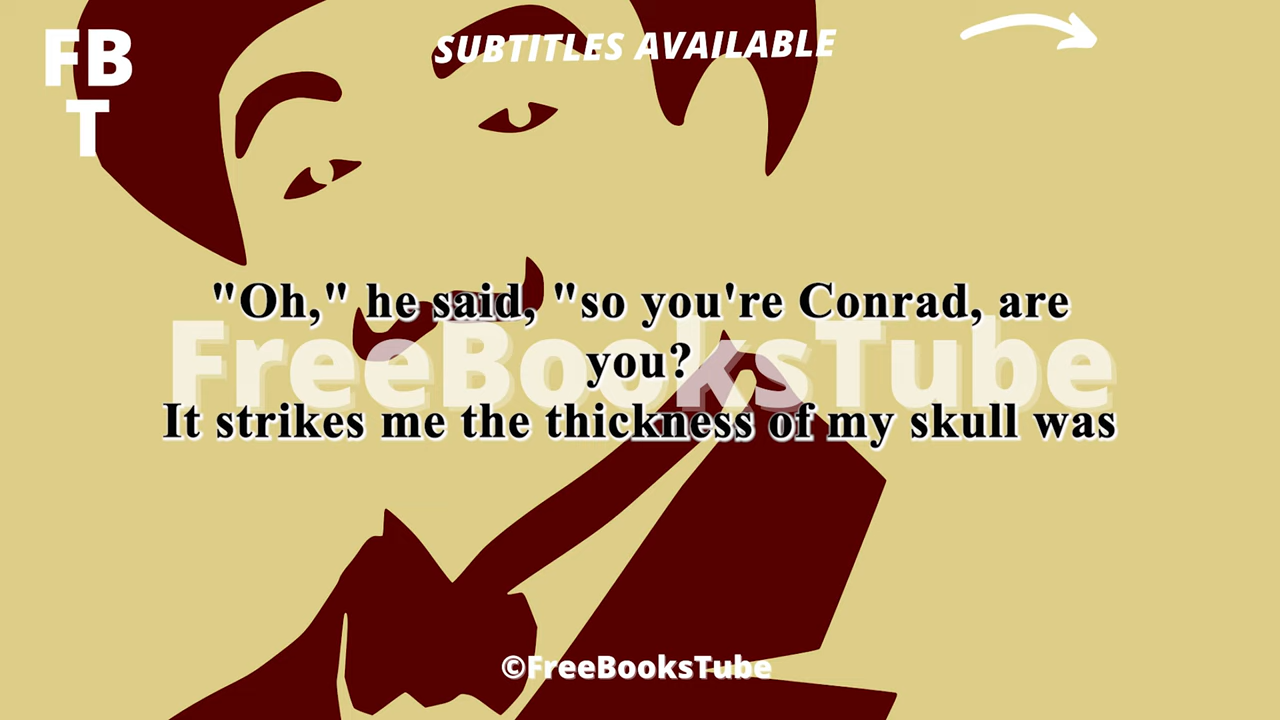 FB
T
SUBTITLES AVAILABLE
"Oh," he said, "so you're Conrad, are
you?
FreeBooksTube
It strikes me the thickness of my skull was
©FreeBooksTube